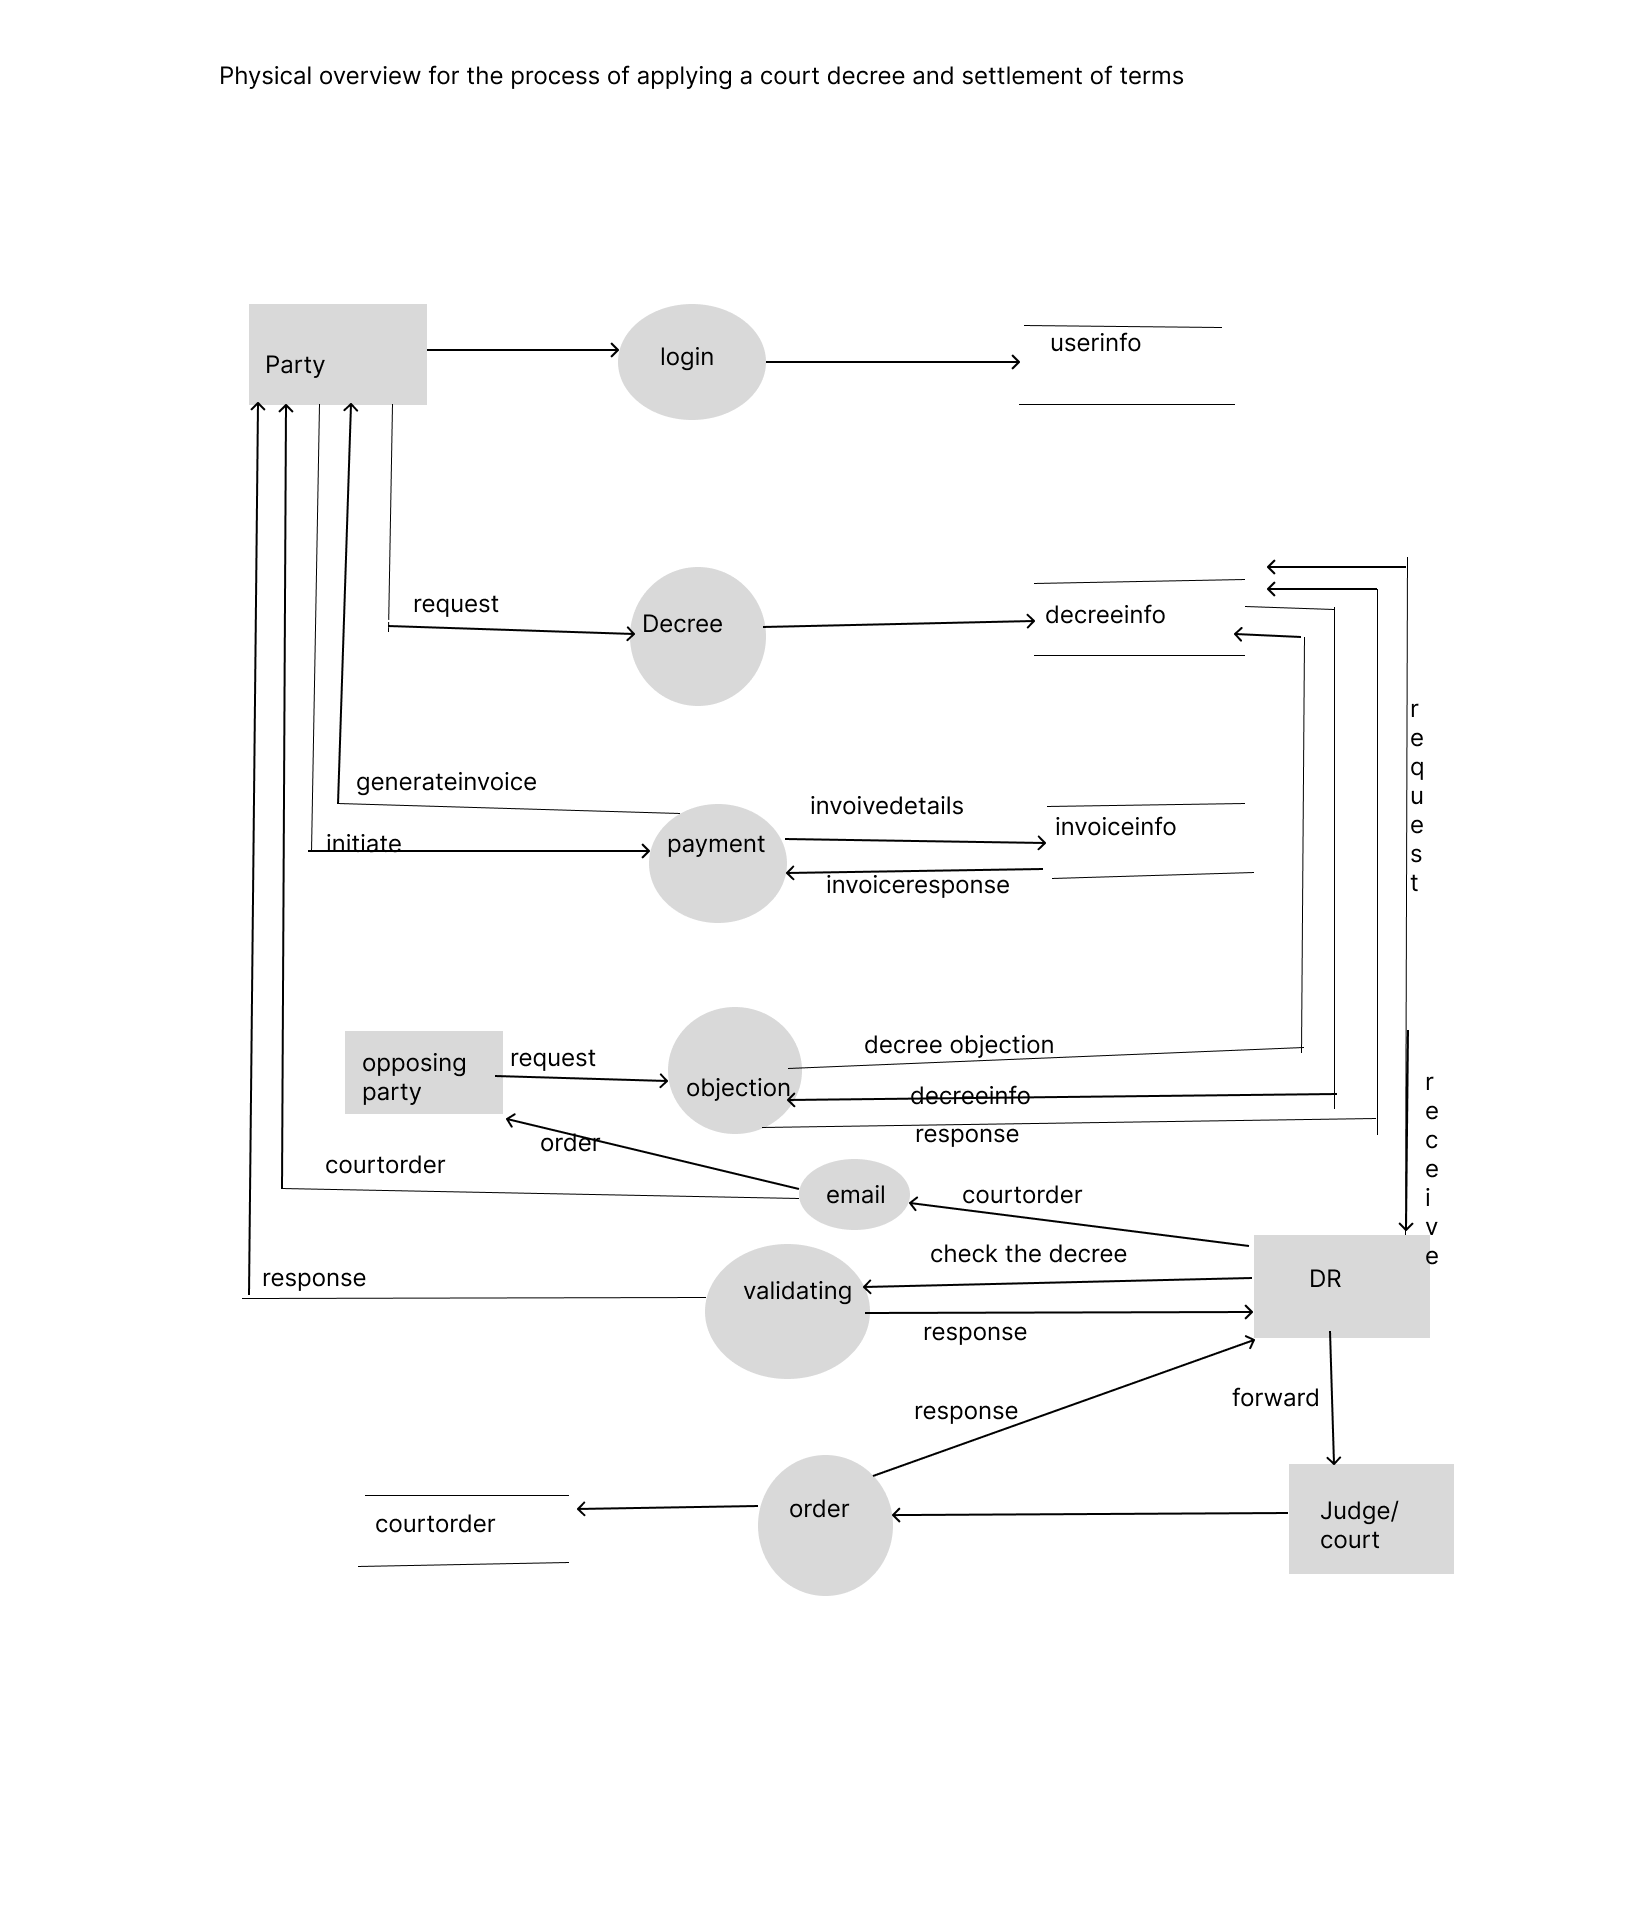 Physical overview for the process of applying a court decree and settlement of terms
Party
login
userinfo
request
Decree
decreeinfo
request
generateinvoice
invoivedetails
initiate
payment
invoiceinfo
invoiceresponse
opposing
party
request
objection
decree objection
decreeinfo
response
receive
order
courtorder
email
courtorder
check the decree
response
validating
DR
response
response
forward
courtorder
order
Judge/
court